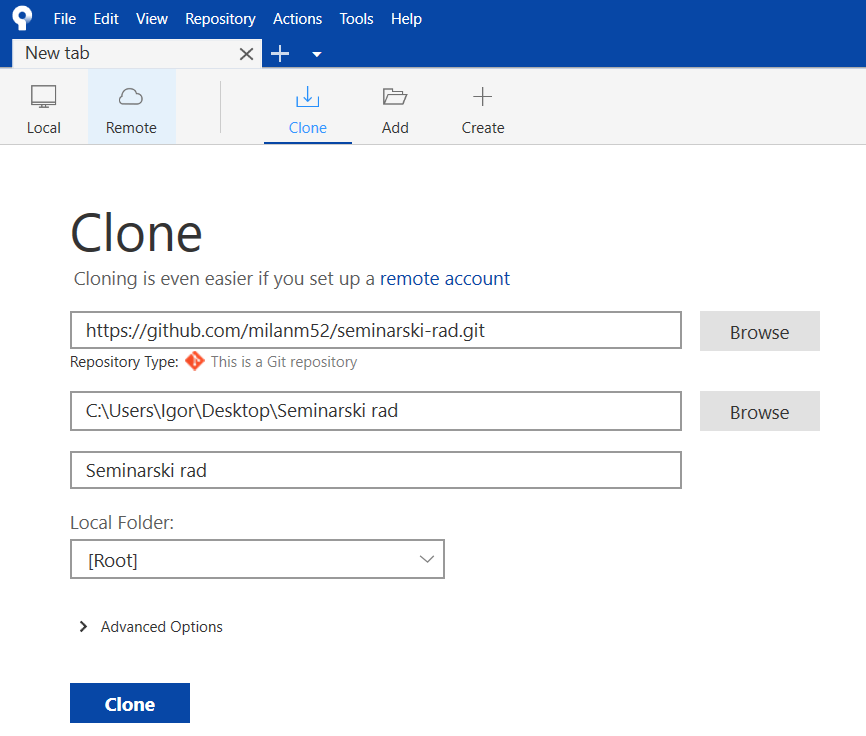 File Edit View Repository Actions Tools Help
New tab
Local Remote Clone Add Create
Clone
Cloning is even easier if you set up a remote account
https://github.com/milanm52/seminarski-rad.git Browse
Repository Type: This is a Git repository
C:\Users\Igor\Desktop\Seminarski rad Browse
Seminarski rad
Local Folder:
[Root]
Advanced Options
Clone